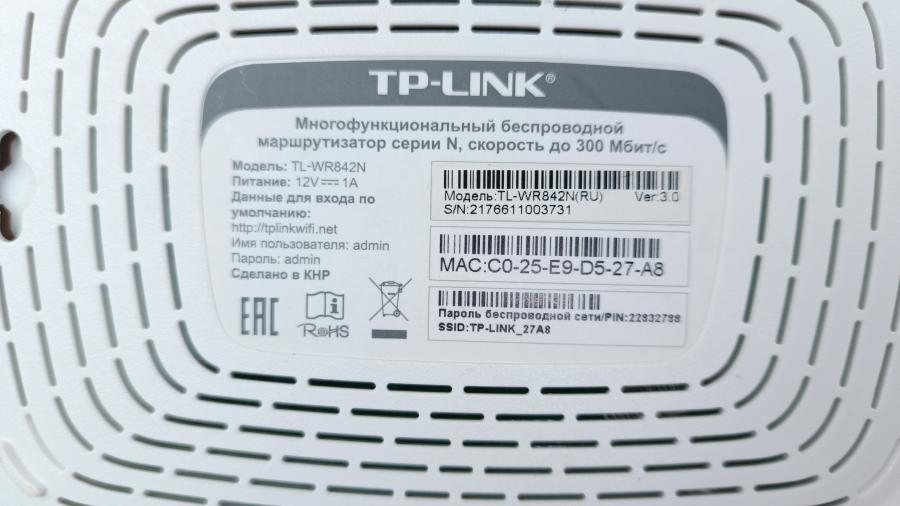 TP-LINK®
Многофункциональный беспроводной
маршрутизатор серии N, скорость до 300 Мбит/с
Модель: TL-WR842N
Питание: 12V⎓1A
Данные для входа по
умолчанию:
http://tplinkwifi.net
Имя пользователя: admin
Пароль: admin
Сделано в КНР
EAC
RoHS
Модель:TL-WR842N(RU) Ver:3.0
S/N:2176611003731
MAC:C0-25-E9-D5-27-A8
Пароль беспроводной сети/PIN:22832788
SSID:TP-LINK_27A8